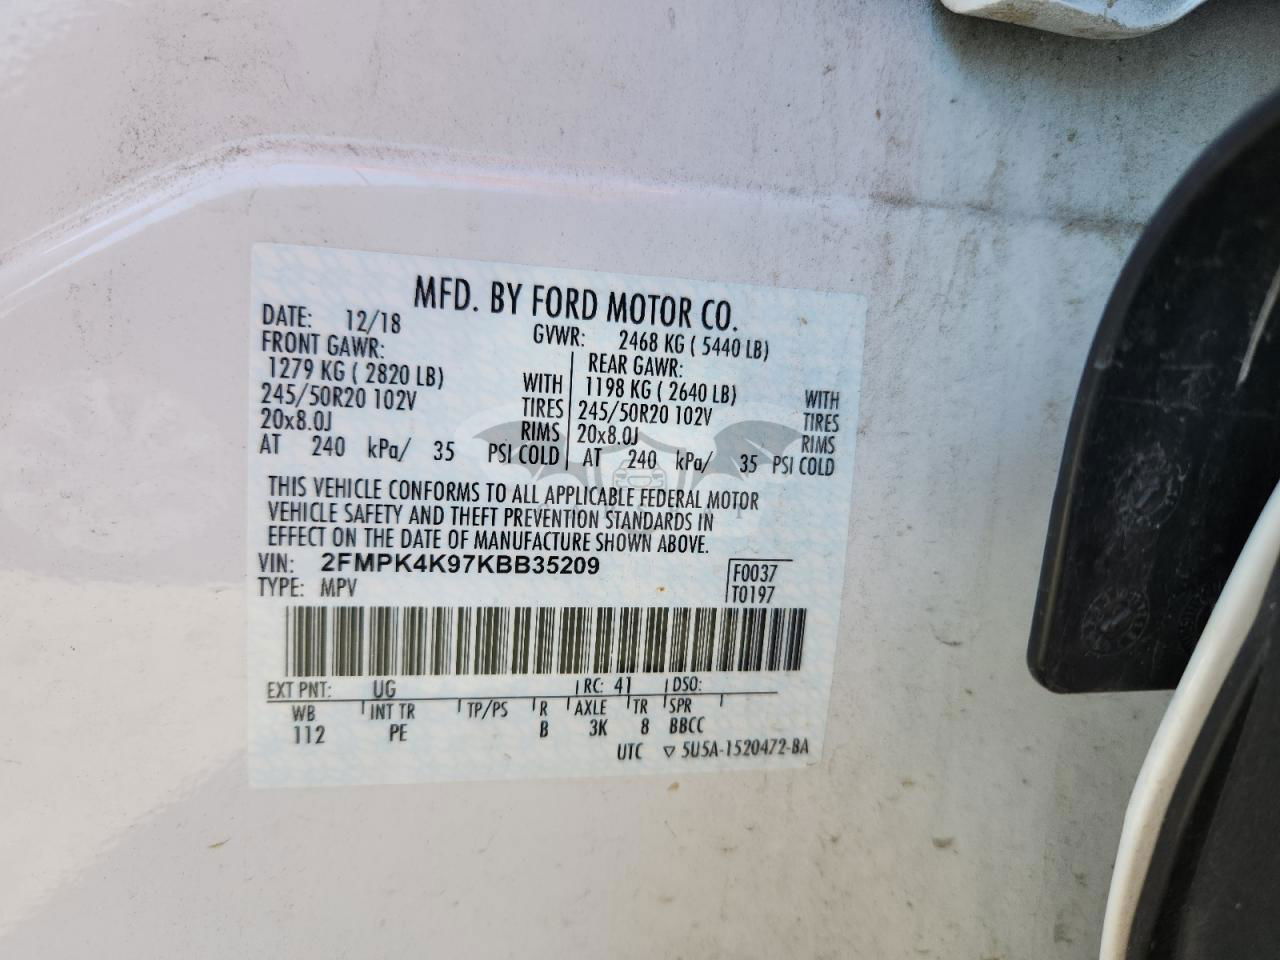 MFD. BY FORD MOTOR CO.
DATE: 12/18 GVWR: 2468 KG ( 5440 LB)
FRONT GAWR: REAR GAWR:
1279 KG ( 2820 LB) WITH 1198 KG ( 2640 LB) WITH
245/50R20 102V TIRES 245/50R20 102V TIRES
20x8.0J RIMS 20x8.0J RIMS
AT 240 kPa/ 35 PSI COLD AT 240 kPa/ 35 PSI COLD
THIS VEHICLE CONFORMS TO ALL APPLICABLE FEDERAL MOTOR
VEHICLE SAFETY AND THEFT PREVENTION STANDARDS IN
EFFECT ON THE DATE OF MANUFACTURE SHOWN ABOVE.
VIN: 2FMPK4K97KBB35209 F0037
TYPE: MPV T0197
EXT PNT: UG RC: 41 DSO:
WB INT TR TP/PS R AXLE TR SPR
112 PE B 3K 8 BBCC
UTC ▽ 5U5A-1520472-BA